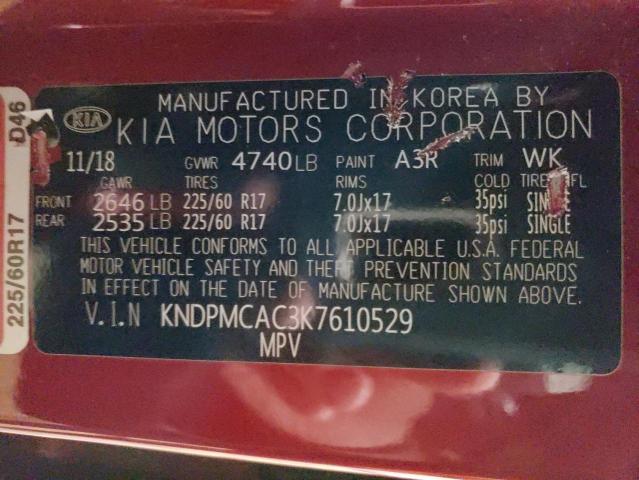 MANUFACTURED IN KOREA BY
KIA KIA MOTORS CORPORATION
11/18 GVWR 4740LB PAINT A3R TRIM WK
GAWR TIRES RIMS COLD TIRE INFL
FRONT 2646 LB 225/60 R17 7.0Jx17 35psi SINGLE
REAR 2535 LB 225/60 R17 7.0Jx17 35psi SINGLE
THIS VEHICLE CONFORMS TO ALL APPLICABLE U.S.A. FEDERAL
MOTOR VEHICLE SAFETY AND THEFT PREVENTION STANDARDS
IN EFFECT ON THE DATE OF MANUFACTURE SHOWN ABOVE.
V.I.N KNDPMCAC3K7610529
MPV
225/60R17 D46